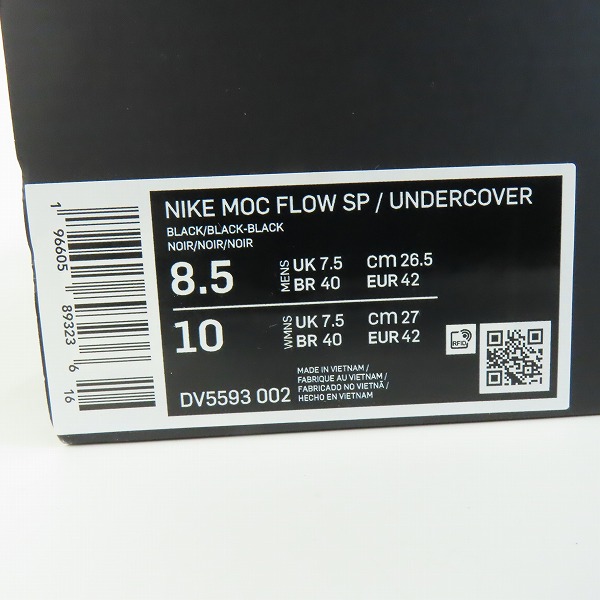 NIKE MOC FLOW SP / UNDERCOVER
BLACK/BLACK-BLACK
NOIR/NOIR/NOIR
8.5 MENS UK 7.5 CM 26.5
BR 40 EUR 42
10 WMNS UK 7.5 CM 27
BR 40 EUR 42
RFID
DV5593 002
MADE IN VIETNAM /
FABRIQUE AU VIETNAM /
FABRICADO NO VIETNÃ /
HECHO EN VIETNAM
1 96605 89323 6 16